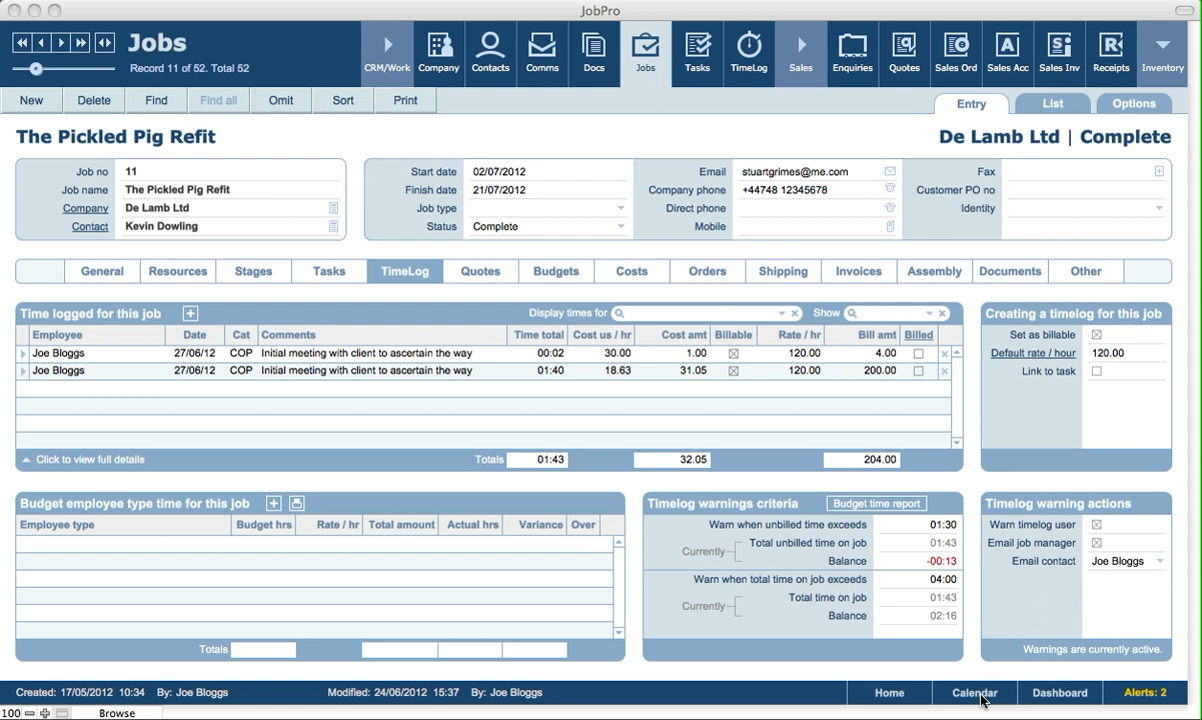 JobPro
Jobs
Record 11 of 52. Total 52
CRM/Work Company Contacts Comms Docs Jobs Tasks TimeLog Sales Enquiries Quotes Sales Ord Sales Acc Sales Inv Receipts Inventory
New Delete Find Find all Omit Sort Print
Entry List Options
The Pickled Pig Refit
De Lamb Ltd | Complete
Job no 11
Job name The Pickled Pig Refit
Company De Lamb Ltd
Contact Kevin Dowling
Start date 02/07/2012
Finish date 21/07/2012
Job type
Status Complete
Email stuartgrimes@me.com
Company phone +44748 12345678
Direct phone
Mobile
Fax
Customer PO no
Identity
General Resources Stages Tasks TimeLog Quotes Budgets Costs Orders Shipping Invoices Assembly Documents Other
Time logged for this job
Display times for Show
Employee Date Cat Comments Time total Cost us / hr Cost amt Billable Rate / hr Bill amt Billed
Joe Bloggs 27/06/12 COP Initial meeting with client to ascertain the way 00:02 30.00 1.00 120.00 4.00
Joe Bloggs 27/06/12 COP Initial meeting with client to ascertain the way 01:40 18.63 31.05 120.00 200.00
Click to view full details
Totals 01:43 32.05 204.00
Creating a timelog for this job
Set as billable
Default rate / hour 120.00
Link to task
Budget employee type time for this job
Employee type Budget hrs Rate / hr Total amount Actual hrs Variance Over
Totals
Timelog warnings criteria Budget time report
Warn when unbilled time exceeds 01:30
Currently
Total unbilled time on job 01:43
Balance -00:13
Warn when total time on job exceeds 04:00
Currently
Total time on job 01:43
Balance 02:16
Timelog warning actions
Warn timelog user
Email job manager
Email contact Joe Bloggs
Warnings are currently active.
Created: 17/05/2012 10:34 By: Joe Bloggs
Modified: 24/06/2012 15:37 By: Joe Bloggs
Home Calendar Dashboard Alerts: 2
100 Browse